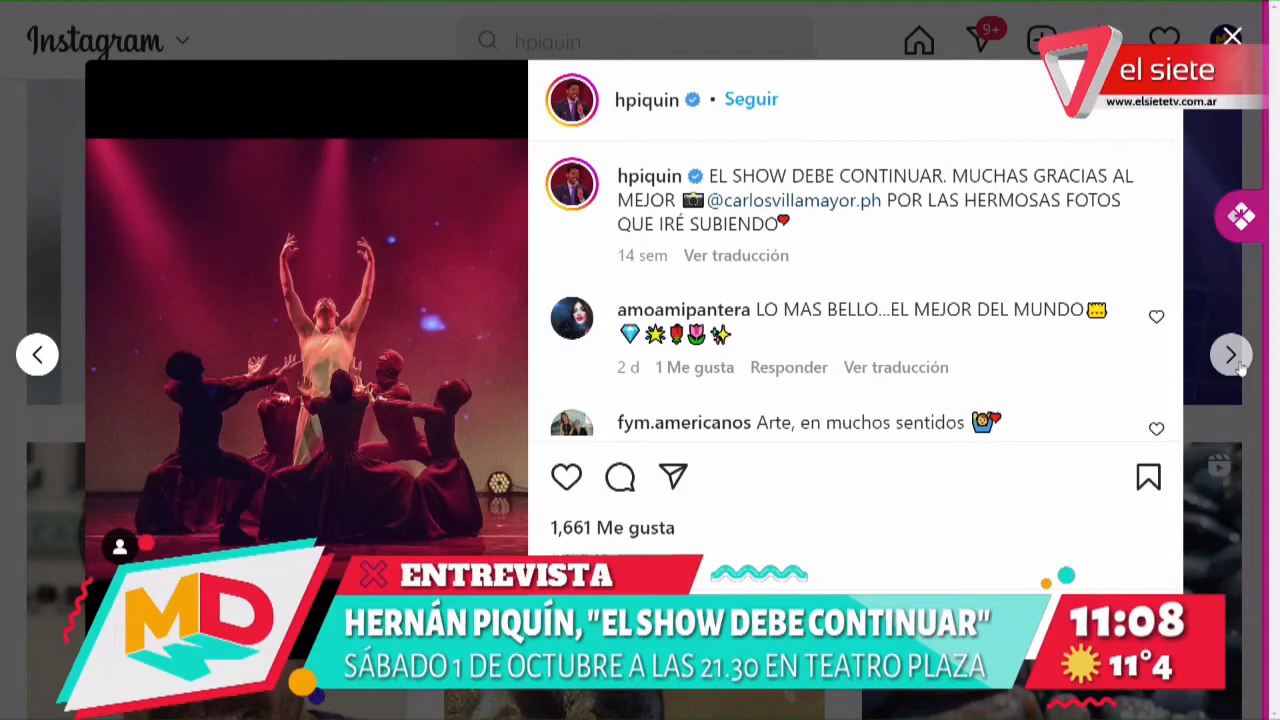 Instagram
hpiquin
9+
el siete
www.elsietetv.com.ar
hpiquin • Seguir
hpiquin EL SHOW DEBE CONTINUAR. MUCHAS GRACIAS AL
MEJOR 📷@carlosvillamayor.ph POR LAS HERMOSAS FOTOS
QUE IRÉ SUBIENDO❤
14 sem Ver traducción
amoamipantera LO MAS BELLO...EL MEJOR DEL MUNDO
2 d 1 Me gusta Responder Ver traducción
fym.americanos Arte, en muchos sentidos
1,661 Me gusta
MD
ENTREVISTA
HERNÁN PIQUÍN, "EL SHOW DEBE CONTINUAR"
SÁBADO 1 DE OCTUBRE A LAS 21.30 EN TEATRO PLAZA
11:08
11°4